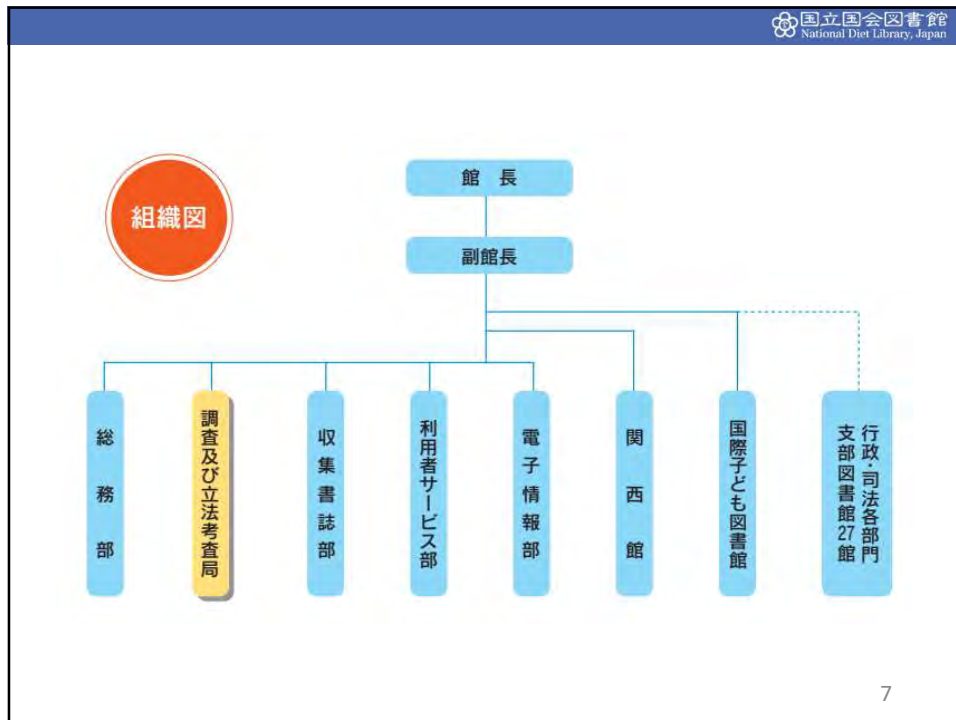 国立国会図書館
National Diet Library, Japan
組織図
館 長
副館長
総務部
調査及び立法考査局
収集書誌部
利用者サービス部
電子情報部
関西館
国際子ども図書館
行政・司法各部門
支部図書館27館
7